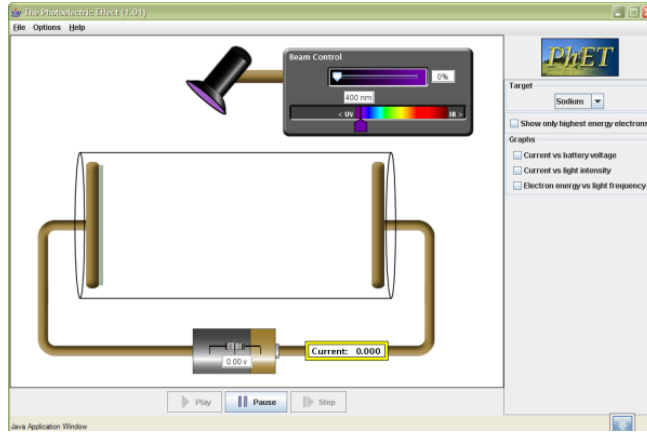 The Photoelectric Effect (1.01)
File Options Help
Beam Control
0%
400 nm
< UV
IR >
PhET
Target
Sodium
Show only highest energy electrons
Graphs
Current vs battery voltage
Current vs light intensity
Electron energy vs light frequency
0.00 v
Current: 0.000
Play
Pause
Step
Java Application Window